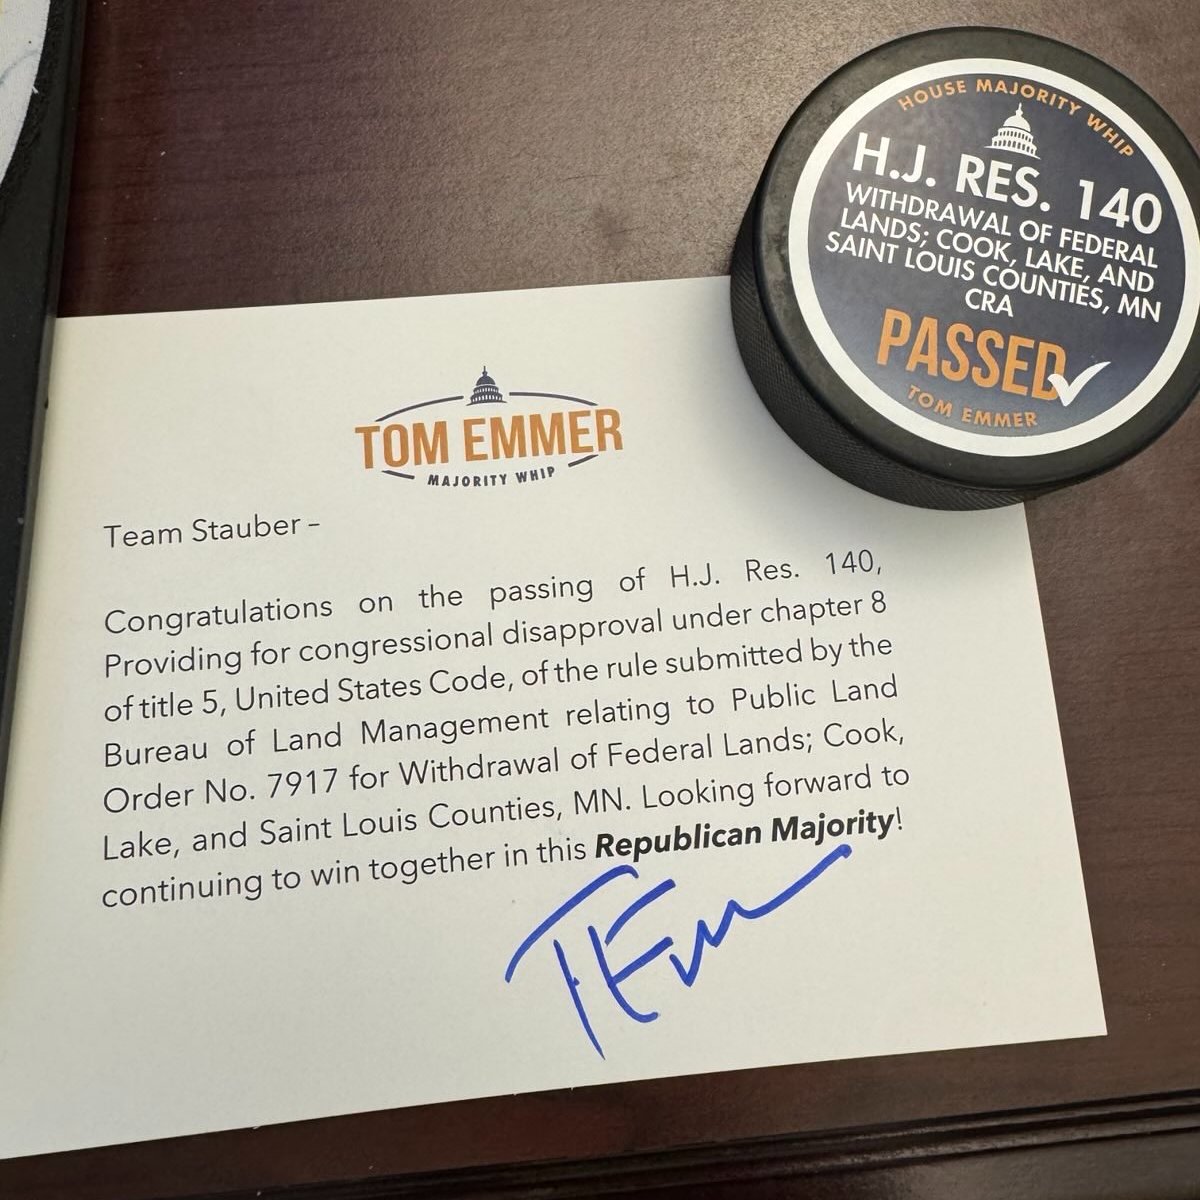 HOUSE MAJORITY WHIP
H.J. RES. 140
WITHDRAWAL OF FEDERAL
LANDS; COOK, LAKE, AND
SAINT LOUIS COUNTIES, MN
CRA
PASSED
TOM EMMER
TOM EMMER
MAJORITY WHIP
Team Stauber –
Congratulations on the passing of H.J. Res. 140,
Providing for congressional disapproval under chapter 8
of title 5, United States Code, of the rule submitted by the
Bureau of Land Management relating to Public Land
Order No. 7917 for Withdrawal of Federal Lands; Cook,
Lake, and Saint Louis Counties, MN. Looking forward to
continuing to win together in this Republican Majority!